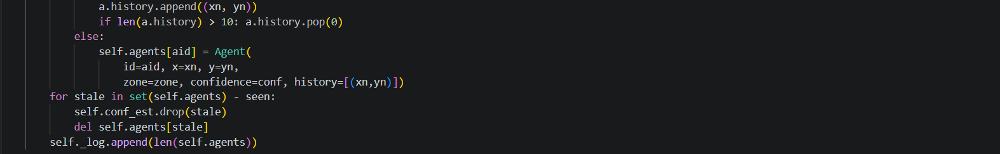 a.history.append((xn, yn))
if len(a.history) > 10: a.history.pop(0)
else:
self.agents[aid] = Agent(
id=aid, x=xn, y=yn,
zone=zone, confidence=conf, history=[(xn,yn)])
for stale in set(self.agents) - seen:
self.conf_est.drop(stale)
del self.agents[stale]
self._log.append(len(self.agents))